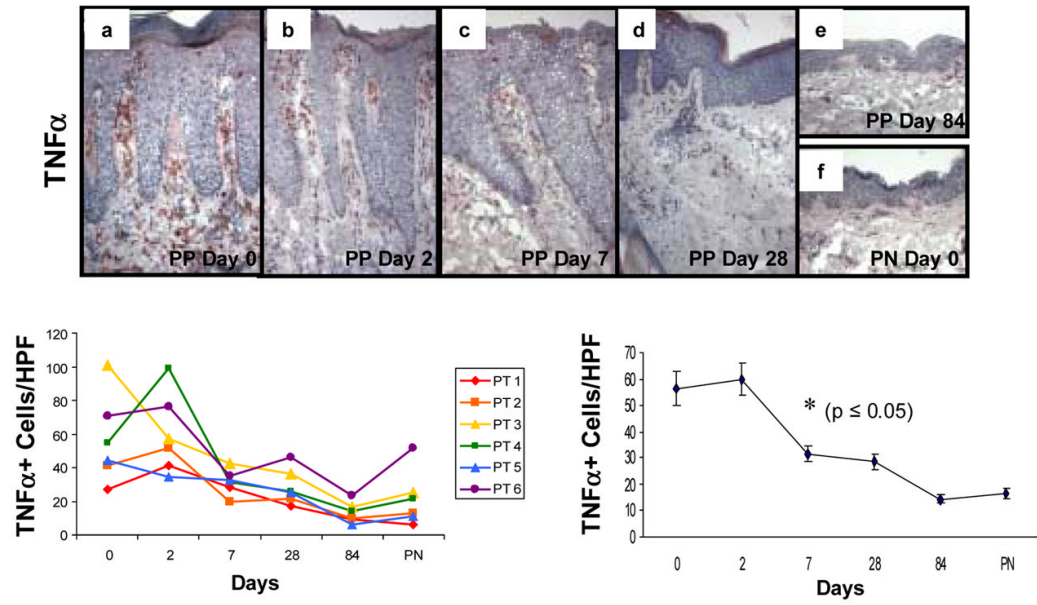 a
b
c
d
e
f
TNFα
PP Day 0
PP Day 2
PP Day 7
PP Day 28
PP Day 84
PN Day 0
TNFα+ Cells/HPF
120
100
80
60
40
20
0
0 2 7 28 84 PN
Days
PT 1
PT 2
PT 3
PT 4
PT 5
PT 6
TNFα+ Cells/HPF
70
60
50
40
30
20
10
0
* (p ≤ 0.05)
0 2 7 28 84 PN
Days